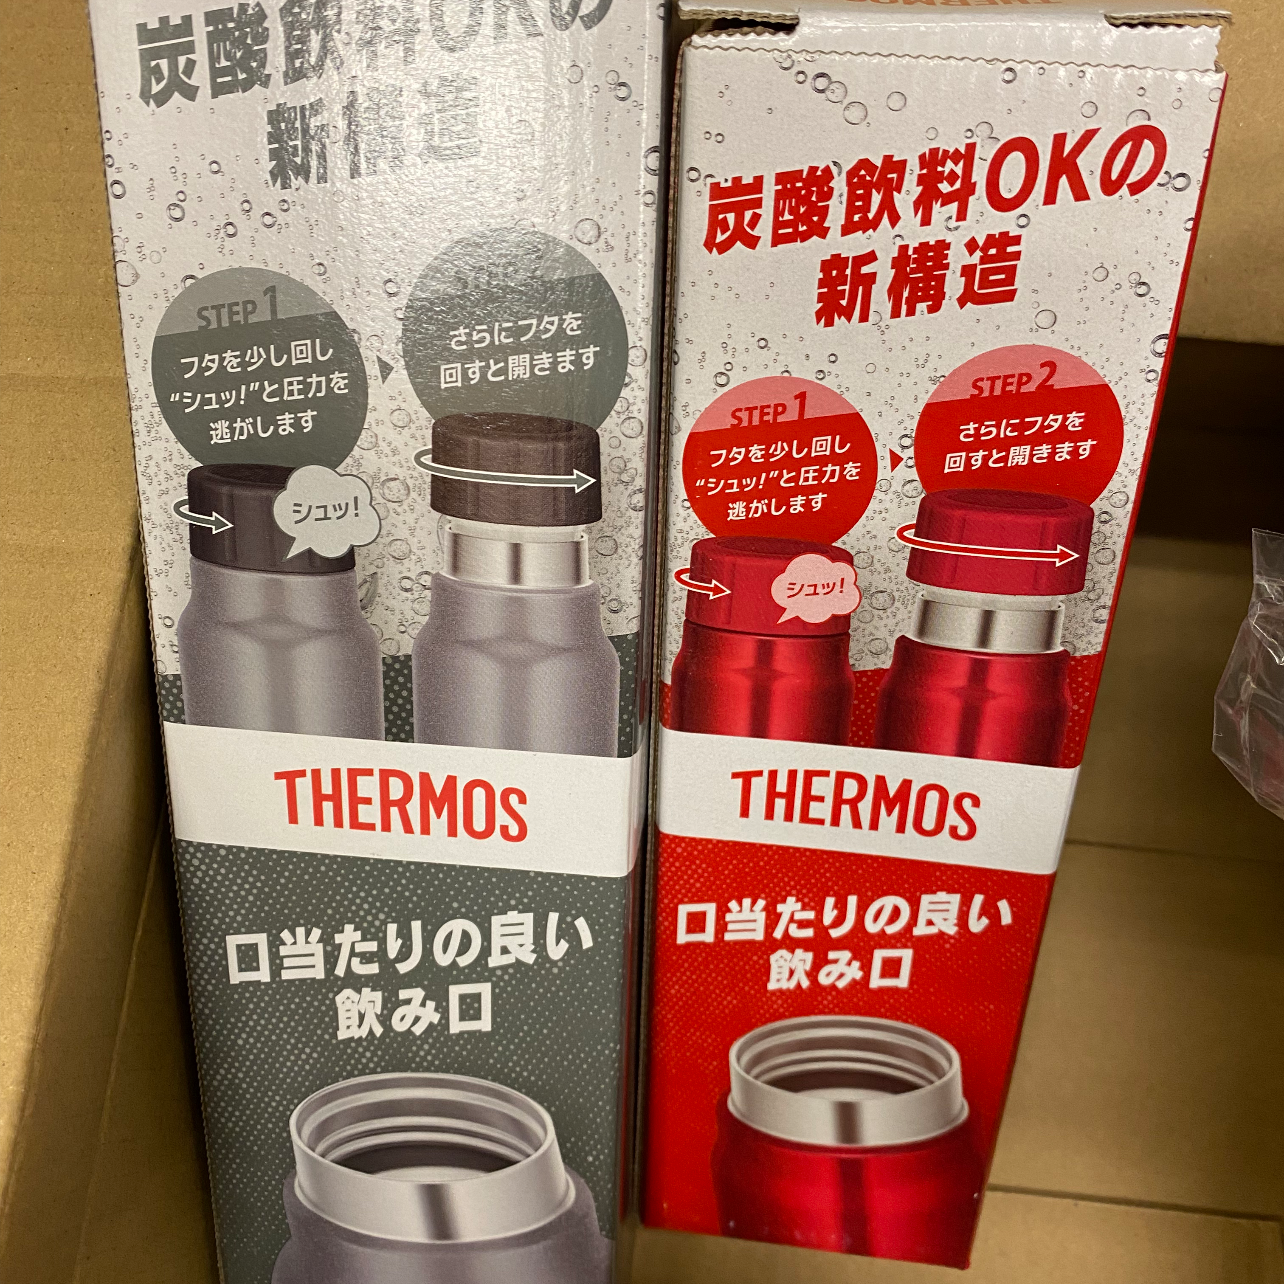 炭酸飲料OKの
新構造
STEP 1
フタを少し回し
“シュッ!”と圧力を
逃がします
STEP 2
さらにフタを
回すと開きます
シュッ!
THERMOS
口当たりの良い
飲み口
THERMOS
炭酸飲料OKの
新構造
STEP 1
フタを少し回し
“シュッ!”と圧力を
逃がします
STEP 2
さらにフタを
回すと開きます
シュッ!
THERMOS
口当たりの良い
飲み口